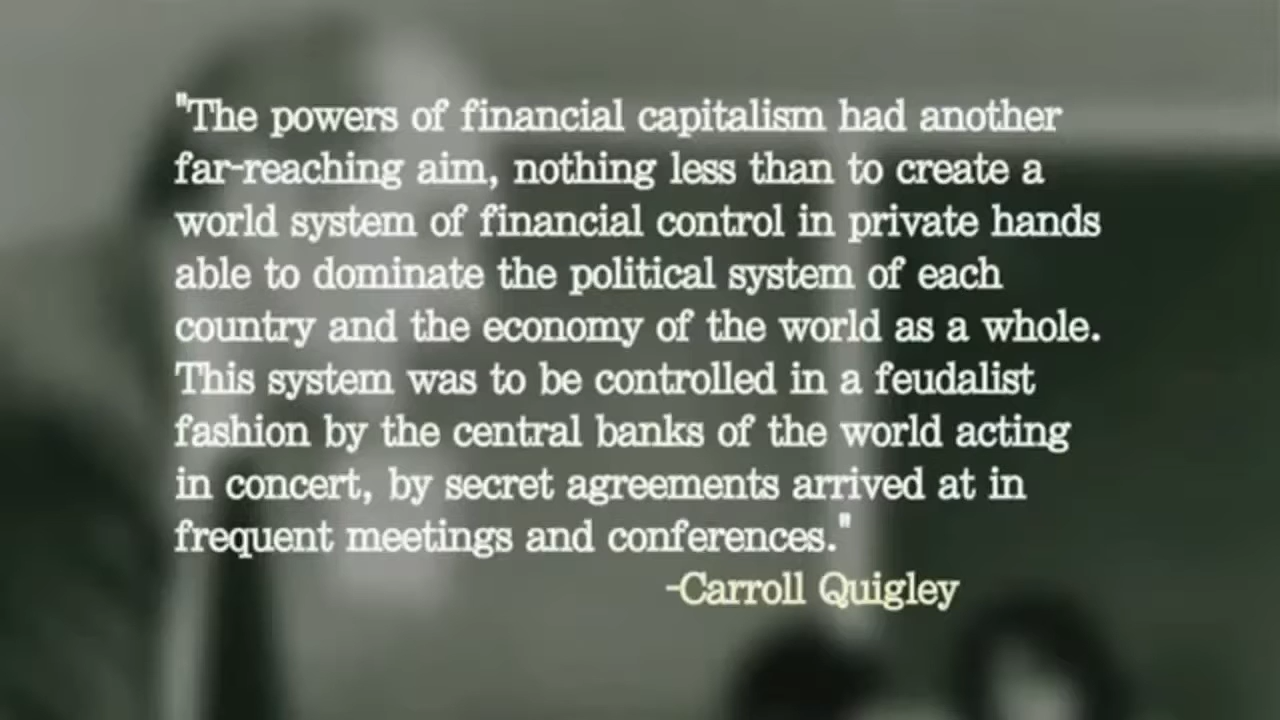 "The powers of financial capitalism had another
far-reaching aim, nothing less than to create a
world system of financial control in private hands
able to dominate the political system of each
country and the economy of the world as a whole.
This system was to be controlled in a feudalist
fashion by the central banks of the world acting
in concert, by secret agreements arrived at in
frequent meetings and conferences."
-Carroll Quigley